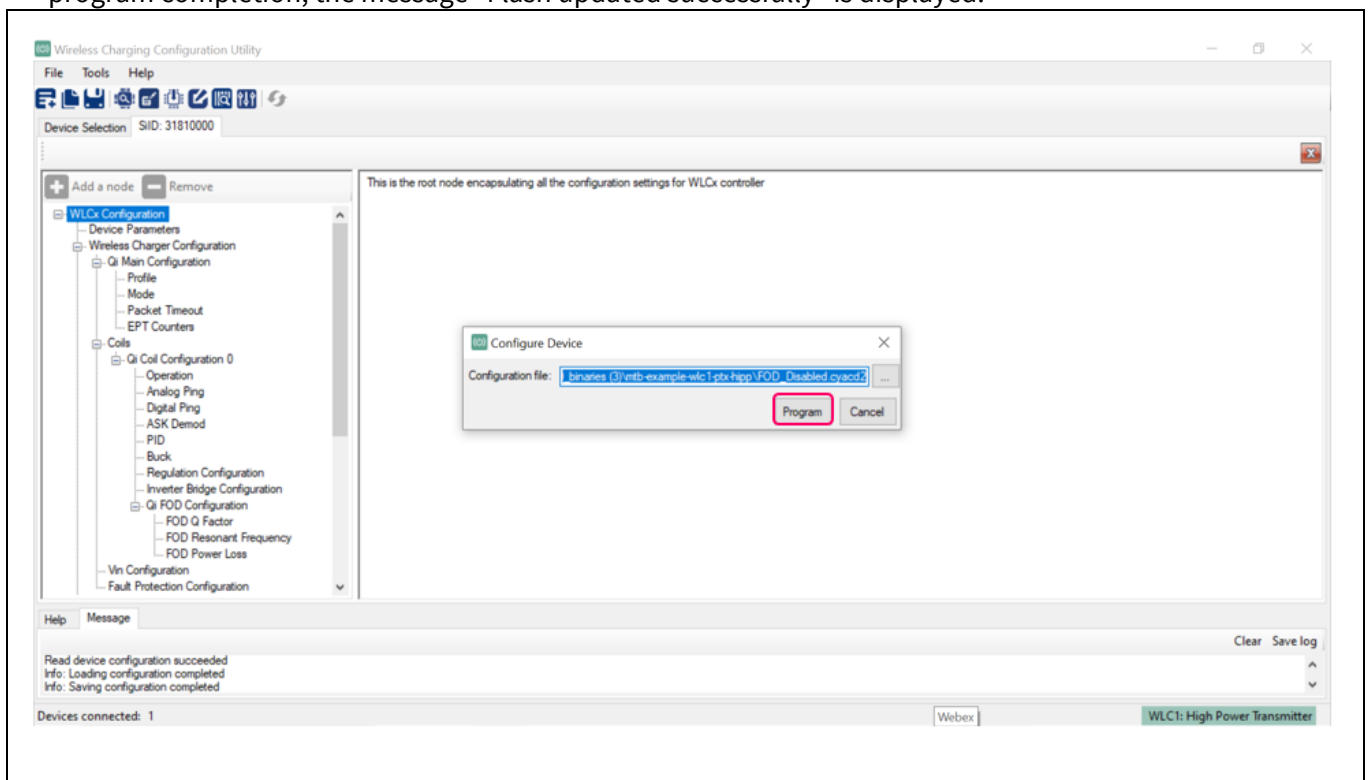 program completion, the message "Flash updated successfully" is displayed.
Wireless Charging Configuration Utility
File Tools Help
Device Selection SIID: 31810000
Add a node Remove
This is the root node encapsulating all the configuration settings for WLCx controller
WLCx Configuration
Device Parameters
Wireless Charger Configuration
Qi Main Configuration
Profile
Mode
Packet Timeout
EPT Counters
Coils
Qi Coil Configuration 0
Operation
Analog Ping
Digital Ping
ASK Demod
PID
Buck
Regulation Configuration
Inverter Bridge Configuration
Qi FOD Configuration
FOD Q Factor
FOD Resonant Frequency
FOD Power Loss
Vin Configuration
Fault Protection Configuration
Configure Device
Configuration file: _binaries (3)\mtb-example-wlc1-ptx-hipp\FOD_Disabled.cyacd2 ...
Program Cancel
Help Message
Clear Save log
Read device configuration succeeded
Info: Loading configuration completed
Info: Saving configuration completed
Devices connected: 1
Webex
WLC1: High Power Transmitter